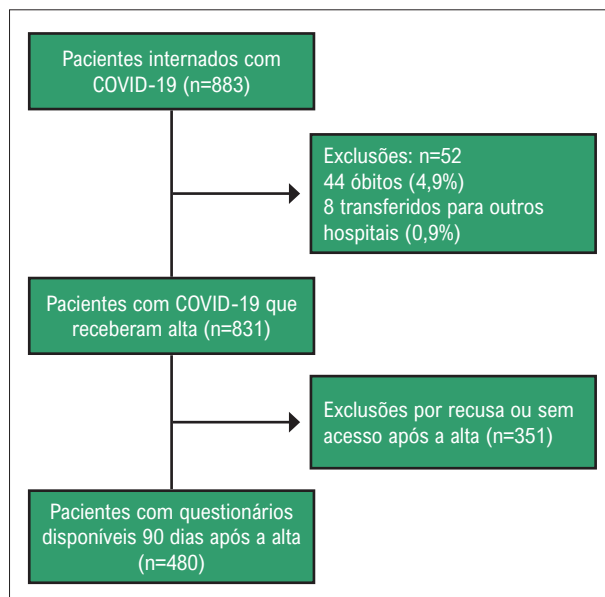 Pacientes internados com
COVID-19 (n=883)
Exclusões: n=52
44 óbitos (4,9%)
8 transferidos para outros
hospitais (0,9%)
Pacientes com COVID-19 que
receberam alta (n=831)
Exclusões por recusa ou sem
acesso após a alta (n=351)
Pacientes com questionários
disponíveis 90 dias após a alta
(n=480)